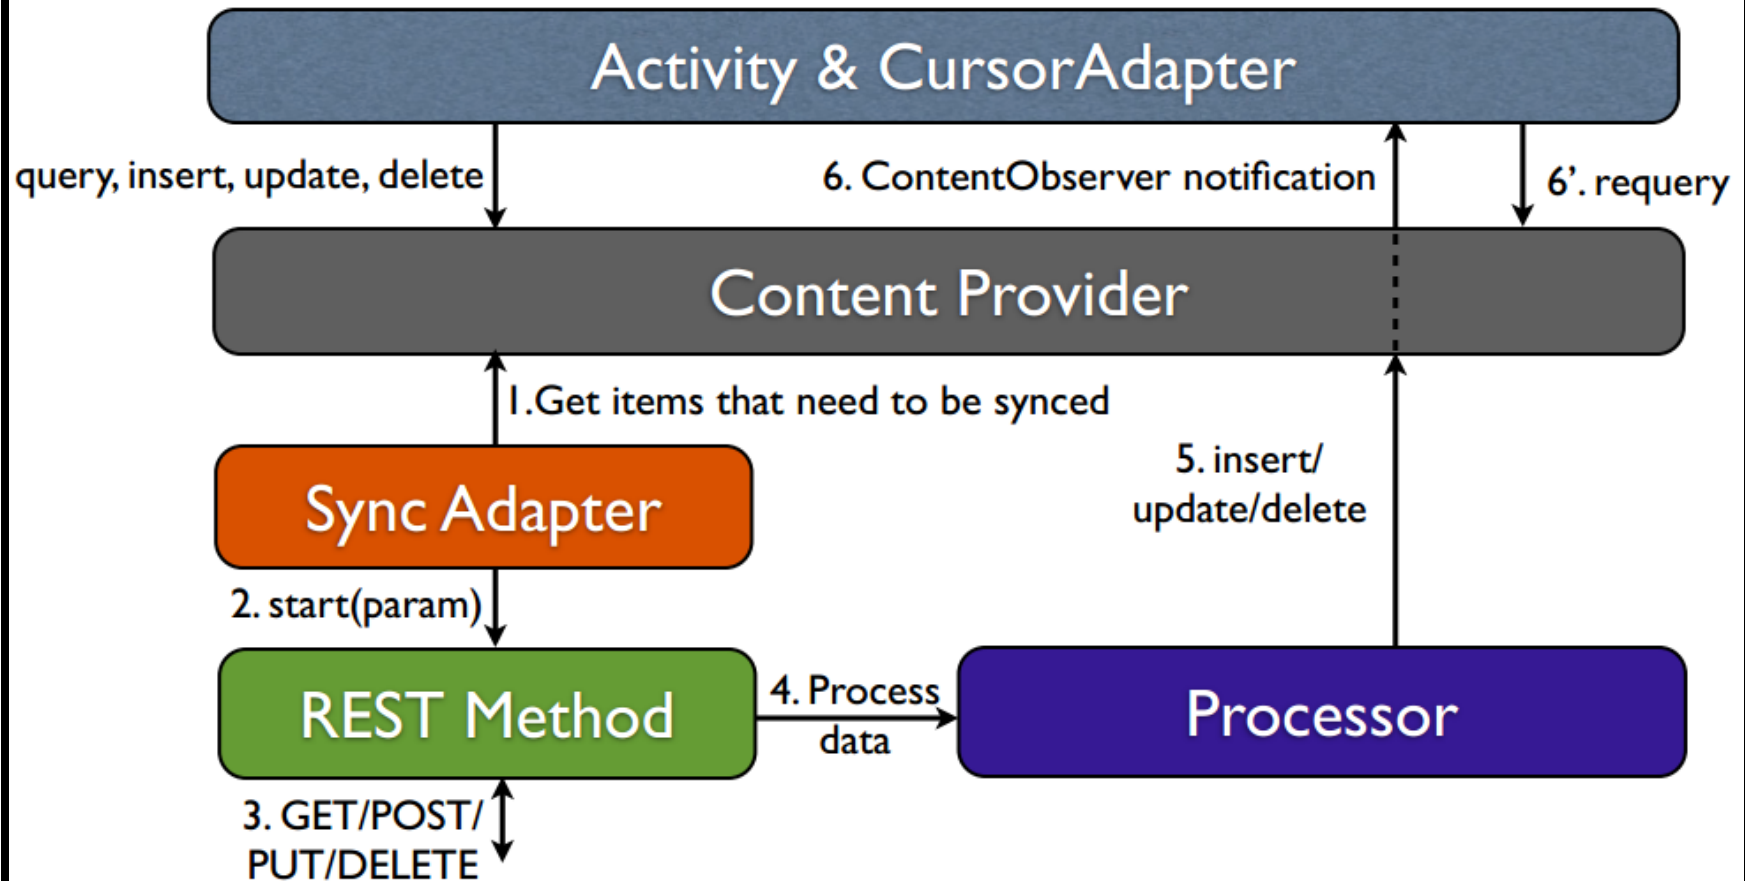 Activity & CursorAdapter
query, insert, update, delete
6. ContentObserver notification
6’. requery
Content Provider
1.Get items that need to be synced
Sync Adapter
5. insert/
update/delete
2. start(param)
REST Method
4. Process
data
Processor
3. GET/POST/
PUT/DELETE